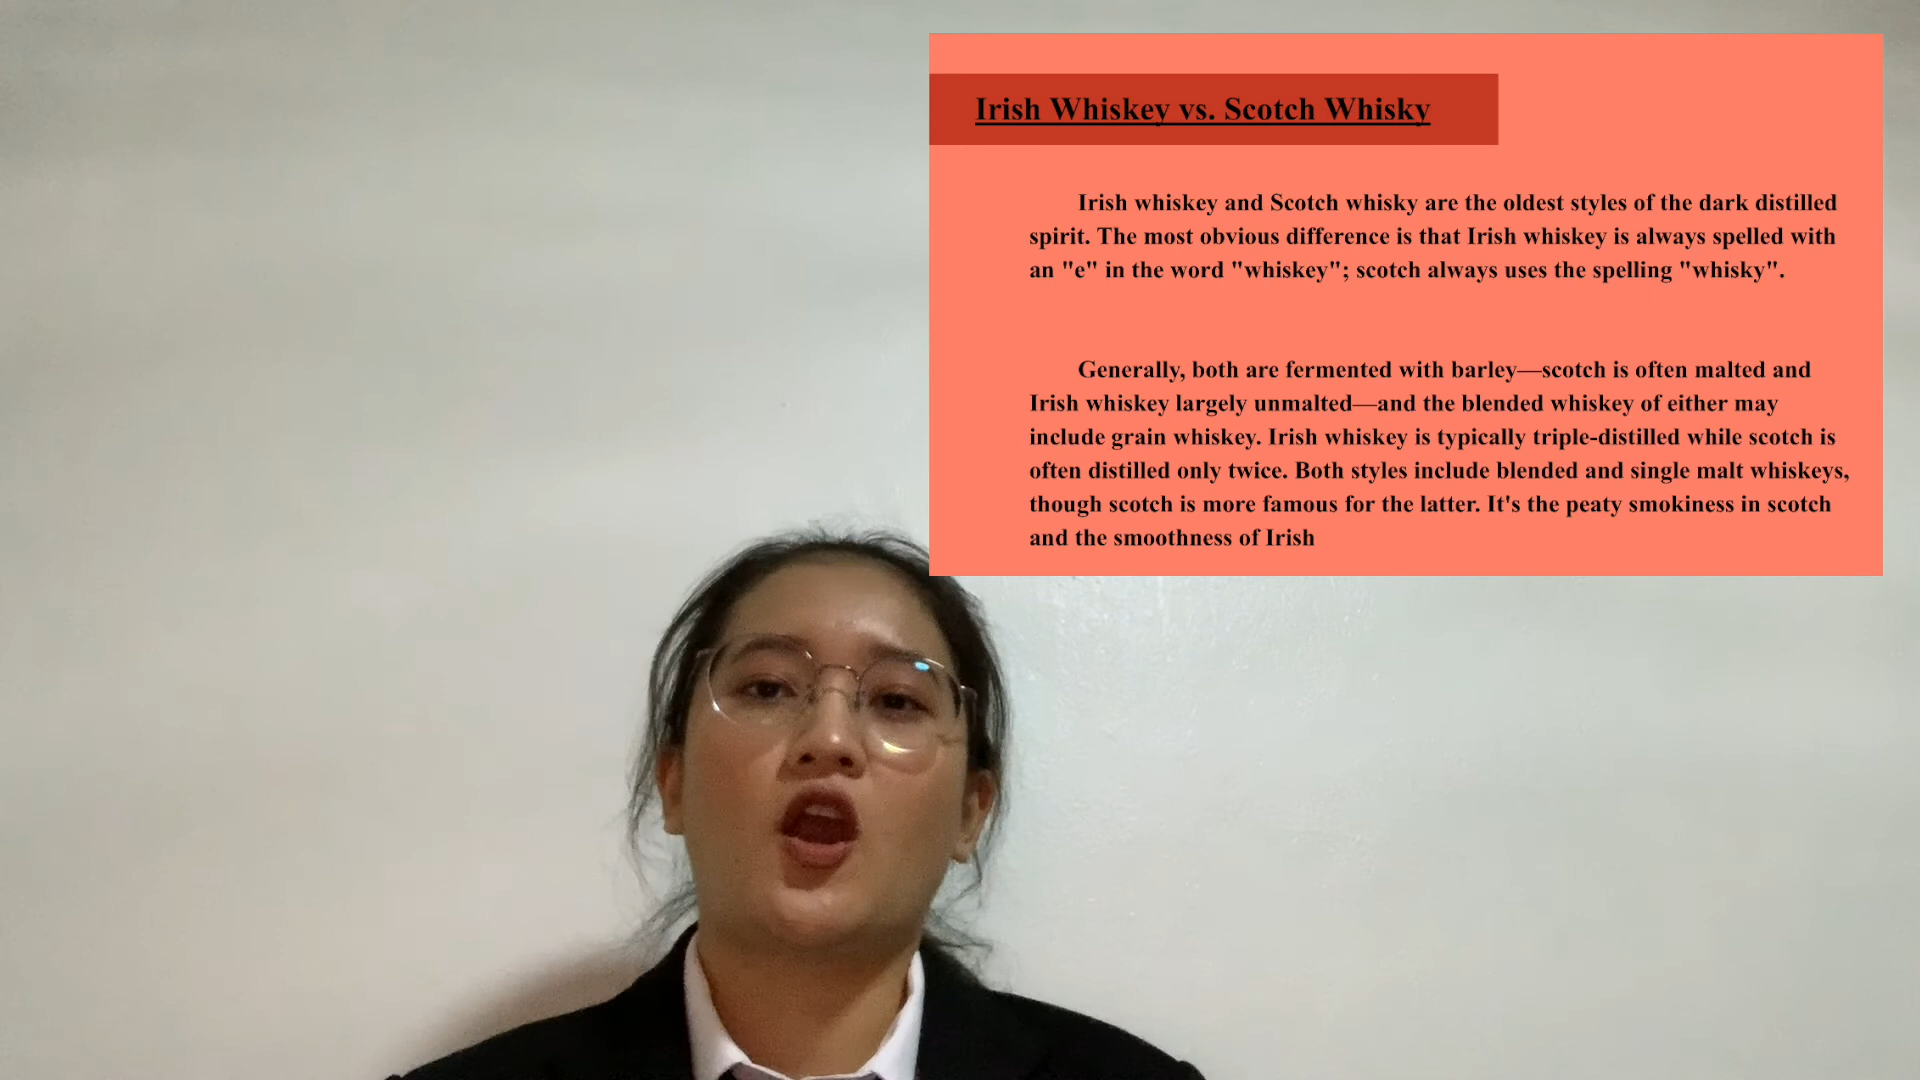 Irish Whiskey vs. Scotch Whisky
Irish whiskey and Scotch whisky are the oldest styles of the dark distilled
spirit. The most obvious difference is that Irish whiskey is always spelled with
an "e" in the word "whiskey"; scotch always uses the spelling "whisky".
Generally, both are fermented with barley—scotch is often malted and
Irish whiskey largely unmalted—and the blended whiskey of either may
include grain whiskey. Irish whiskey is typically triple-distilled while scotch is
often distilled only twice. Both styles include blended and single malt whiskeys,
though scotch is more famous for the latter. It's the peaty smokiness in scotch
and the smoothness of Irish